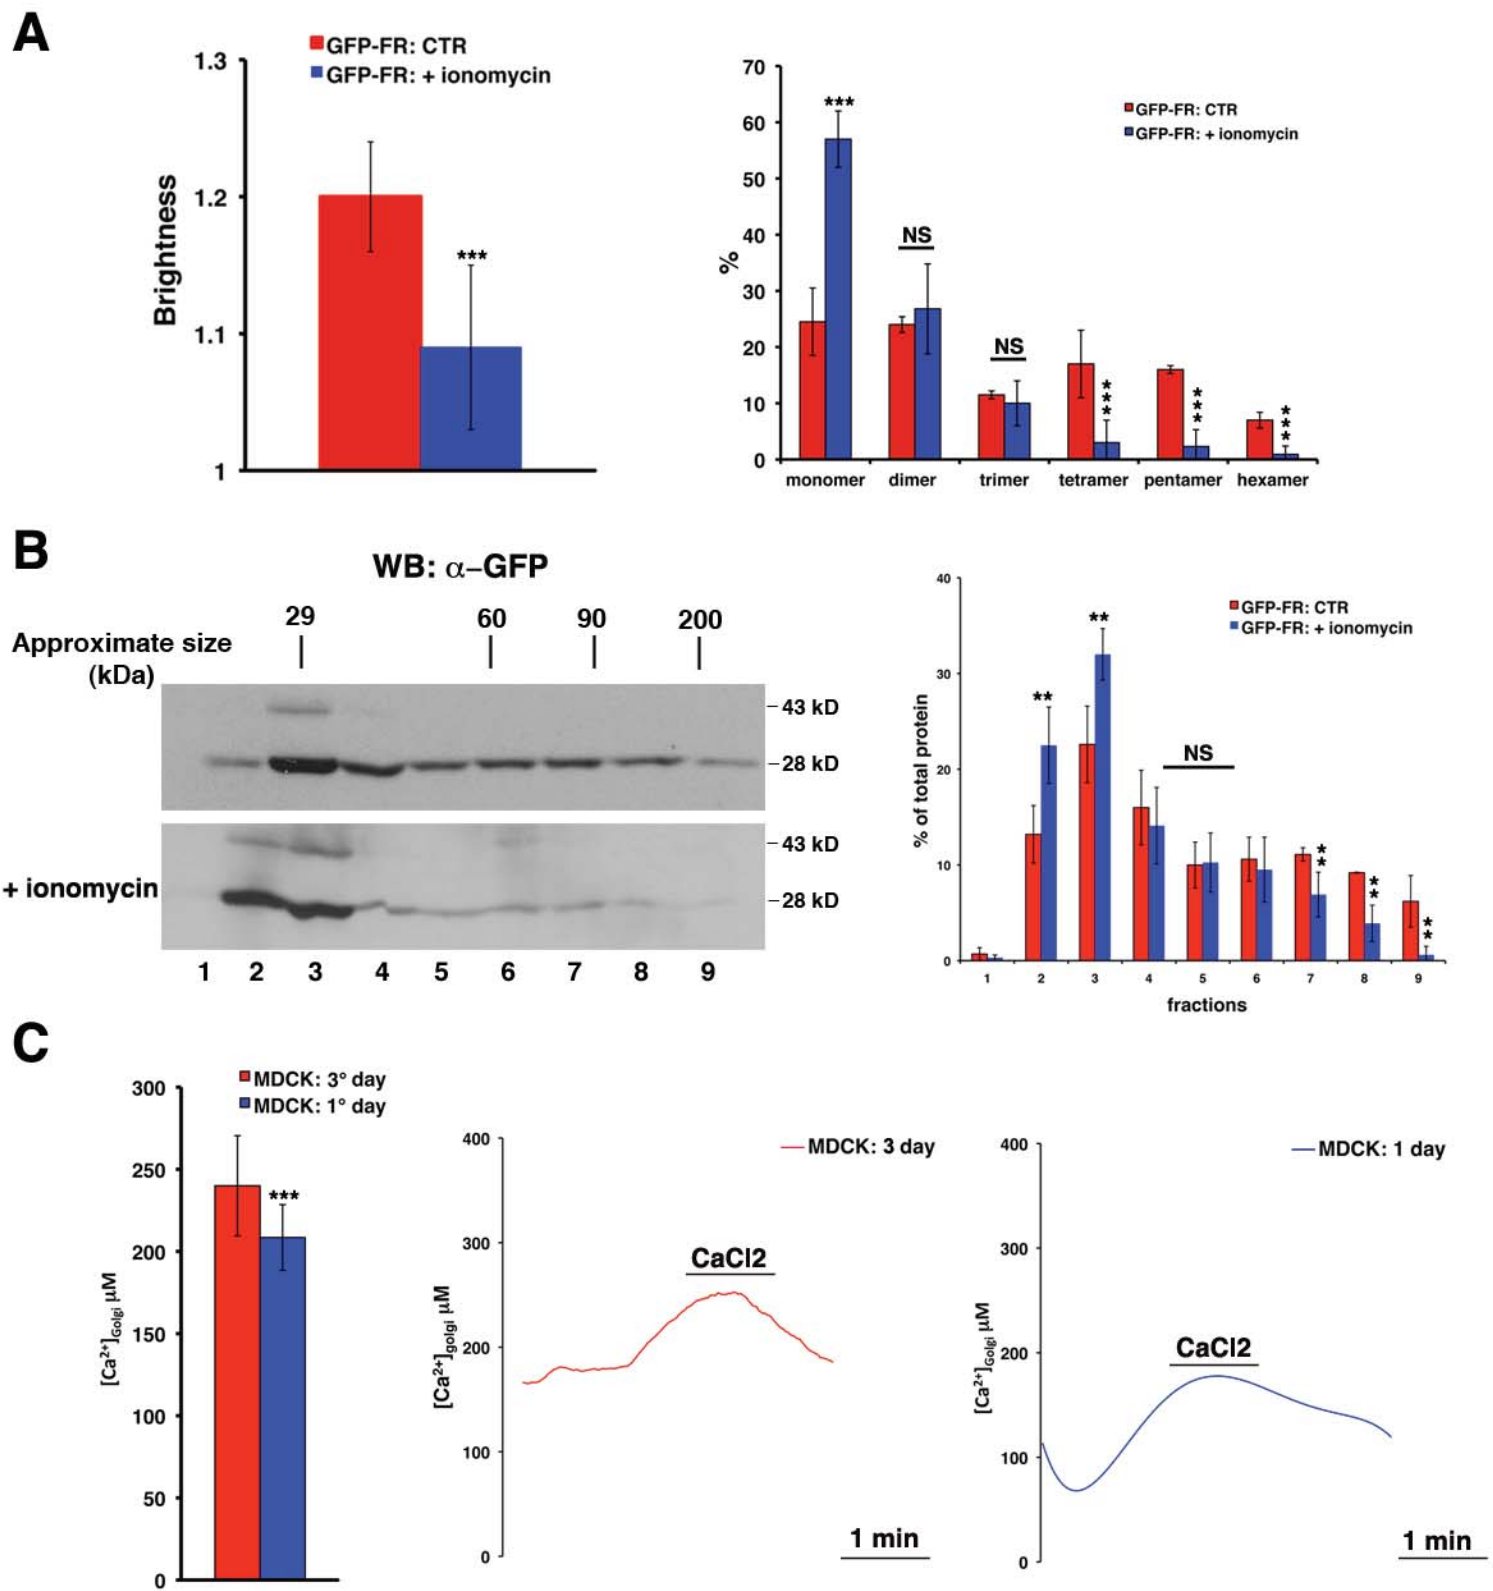 A
GFP-FR: CTR
GFP-FR: + ionomycin
Brightness
1.3
1.2
1.1
1
***
GFP-FR: CTR
GFP-FR: + ionomycin
%
70
60
50
40
30
20
10
0
***
NS
NS
***
***
***
monomer dimer trimer tetramer pentamer hexamer
B
WB: α–GFP
Approximate size
(kDa)
29 60 90 200
43 kD
28 kD
+ ionomycin
43 kD
28 kD
1 2 3 4 5 6 7 8 9
GFP-FR: CTR
GFP-FR: + ionomycin
% of total protein
40
30
20
10
0
**
**
NS
**
**
**
1 2 3 4 5 6 7 8 9
fractions
C
MDCK: 3° day
MDCK: 1° day
[Ca2+]Golgi µM
300
250
200
150
100
50
0
***
MDCK: 3 day
[Ca2+]golgi µM
400
300
200
100
0
CaCl2
1 min
MDCK: 1 day
[Ca2+]Golgi µM
400
300
200
100
0
CaCl2
1 min